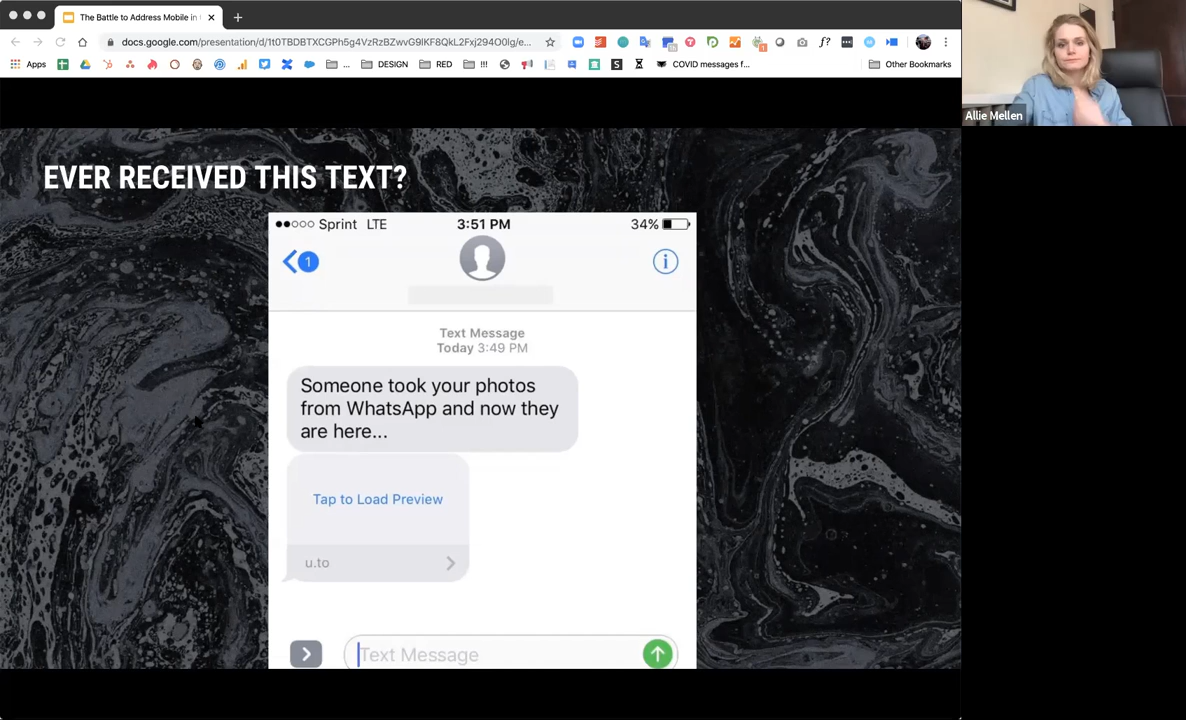 The Battle to Address Mobile in
docs.google.com/presentation/d/1t0TBDBTXCGPh5g4VzRzBZwvG9lKF8QkL2Fxj294O0lg/e...
Apps
...
DESIGN
RED
!!!
COVID messages f...
Other Bookmarks
Allie Mellen
EVER RECEIVED THIS TEXT?
Sprint LTE 3:51 PM 34%
1
Text Message
Today 3:49 PM
Someone took your photos
from WhatsApp and now they
are here...
Tap to Load Preview
u.to
Text Message